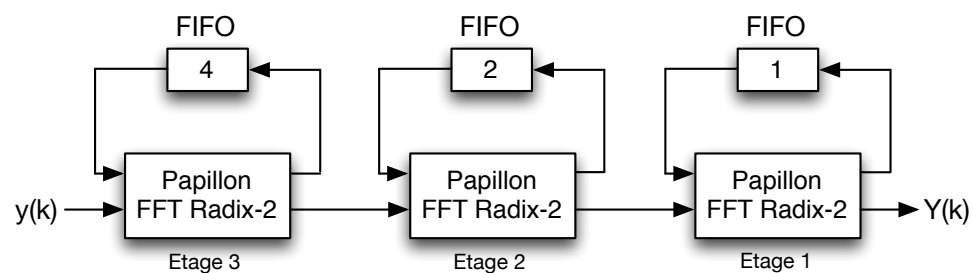 FIFO
FIFO
FIFO
4
2
1
Papillon
FFT Radix-2
Papillon
FFT Radix-2
Papillon
FFT Radix-2
y(k)
Y(k)
Etage 3
Etage 2
Etage 1